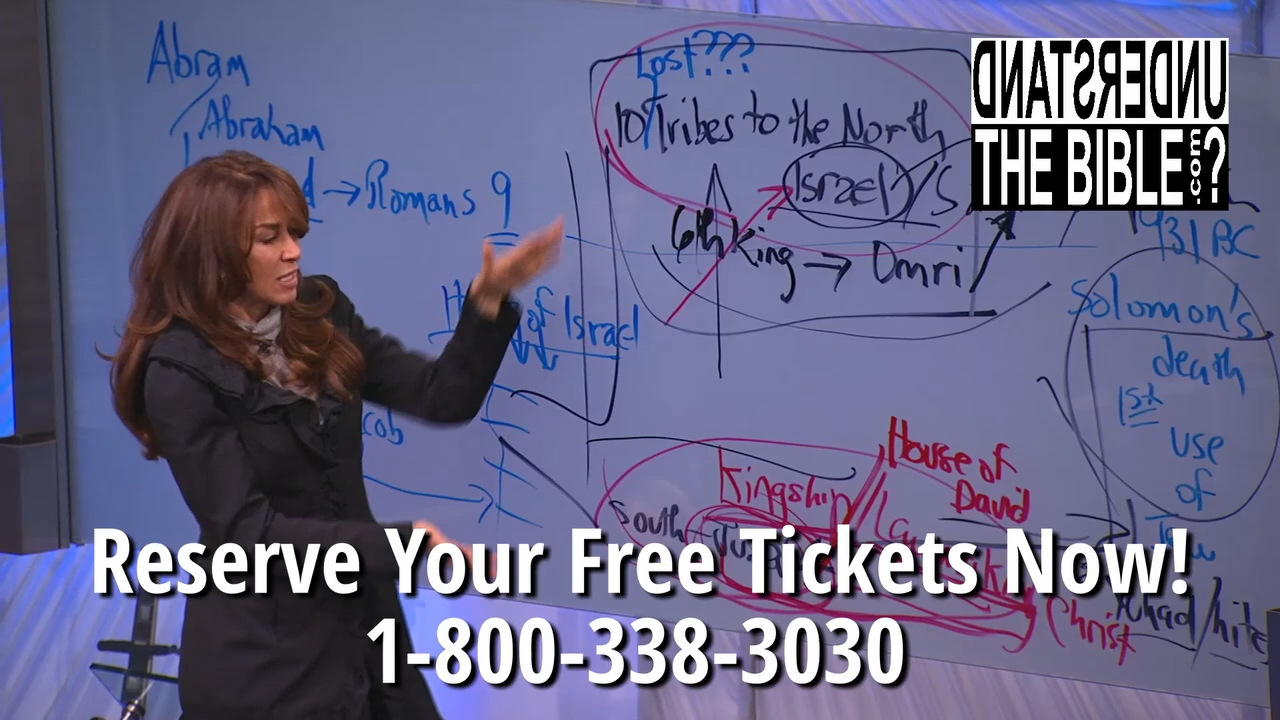 Abram
Abraham
→ Romans 9
House of Israel
Lost???
10 Tribes to the North
Israel)/S
6th King → Omri
UNDERSTAND
THE BIBLE.com?
931 BC
Solomon's
death
1st
use
of
House of
David
Kingship
South
Christ
Reserve Your Free Tickets Now!
1-800-338-3030